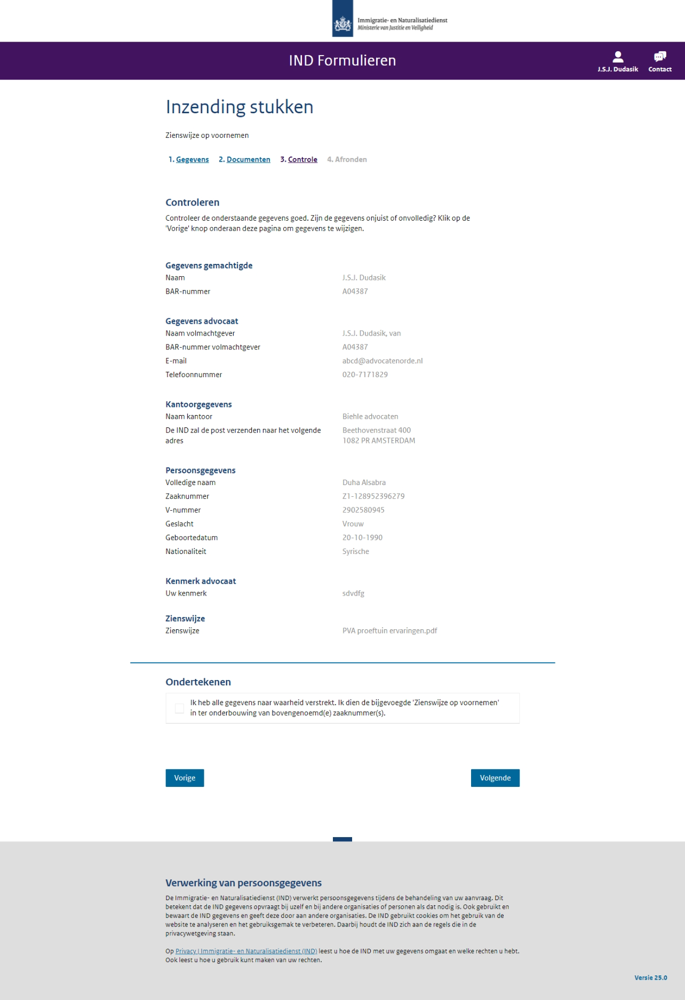 Immigratie- en Naturalisatiedienst
Ministerie van Justitie en Veiligheid
IND Formulieren
J.S.J. Dudasik
Contact
Inzending stukken
Zienswijze op voornemen
1. Gegevens 2. Documenten 3. Controle 4. Afronden
Controleren
Controleer de onderstaande gegevens goed. Zijn de gegevens onjuist of onvolledig? Klik op de
'Vorige' knop onderaan deze pagina om gegevens te wijzigen.
Gegevens gemachtigde
Naam J.S.J. Dudasik
BAR-nummer A04387
Gegevens advocaat
Naam volmachtgever J.S.J. Dudasik, van
BAR-nummer volmachtgever A04387
E-mail abcd@advocatenorde.nl
Telefoonnummer 020-7171829
Kantoorgegevens
Naam kantoor Biehle advocaten
De IND zal de post verzenden naar het volgende Beethovenstraat 400
adres 1082 PR AMSTERDAM
Persoonsgegevens
Volledige naam Duha Alsabra
Zaaknummer Z1-128952396279
V-nummer 2902580945
Geslacht Vrouw
Geboortedatum 20-10-1990
Nationaliteit Syrische
Kenmerk advocaat
Uw kenmerk sdvdfg
Zienswijze
Zienswijze PVA proeftuin ervaringen.pdf
Ondertekenen
Ik heb alle gegevens naar waarheid verstrekt. Ik dien de bijgevoegde 'Zienswijze op voornemen'
in ter onderbouwing van bovengenoemd(e) zaaknummer(s).
Vorige
Volgende
Verwerking van persoonsgegevens
De Immigratie- en Naturalisatiedienst (IND) verwerkt persoonsgegevens tijdens de behandeling van uw aanvraag. Dit
betekent dat de IND gegevens opvraagt bij uzelf en bij andere organisaties of personen als dat nodig is. Ook gebruikt en
bewaart de IND gegevens en geeft deze door aan andere organisaties. De IND gebruikt cookies om het gebruik van de
website te analyseren en het gebruiksgemak te verbeteren. Daarbij houdt de IND zich aan de regels die in de
privacywetgeving staan.
Op Privacy | Immigratie- en Naturalisatiedienst (IND) leest u hoe de IND met uw gegevens omgaat en welke rechten u hebt.
Ook leest u hoe u gebruik kunt maken van uw rechten.
Versie 25.0